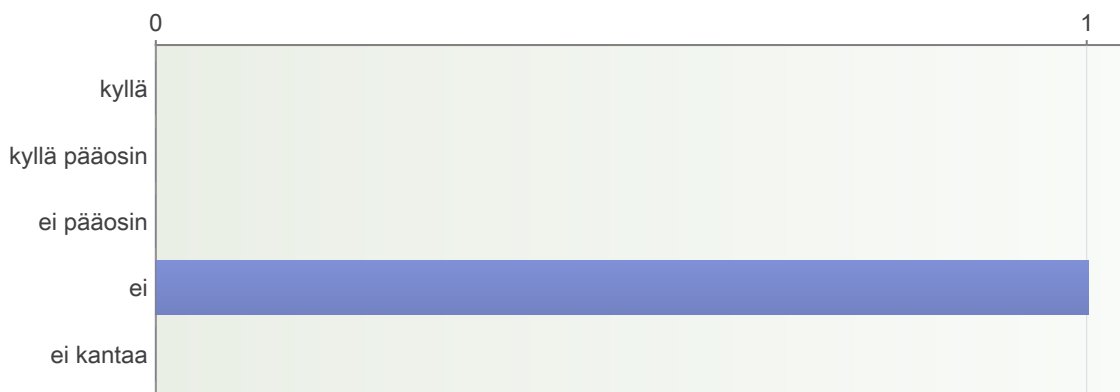 0 1
kyllä
kyllä pääosin
ei pääosin
ei
ei kantaa